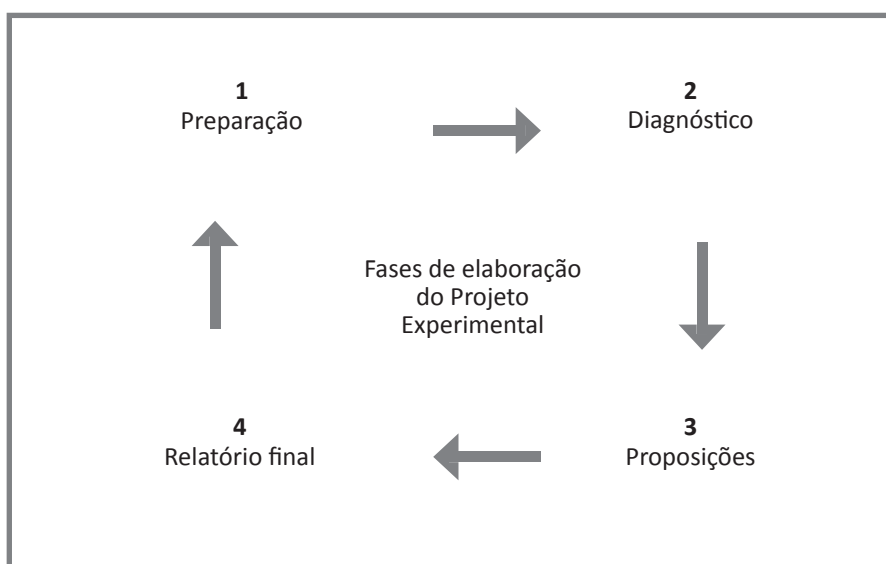 1
Preparação
2
Diagnóstico
Fases de elaboração
do Projeto
Experimental
4
Relatório final
3
Proposições